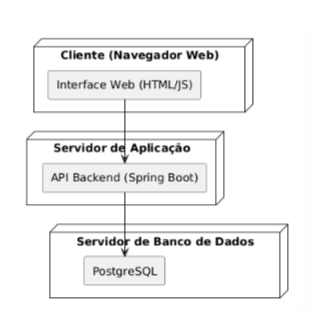 Cliente (Navegador Web)
Interface Web (HTML/JS)
Servidor de Aplicação
API Backend (Spring Boot)
Servidor de Banco de Dados
PostgreSQL